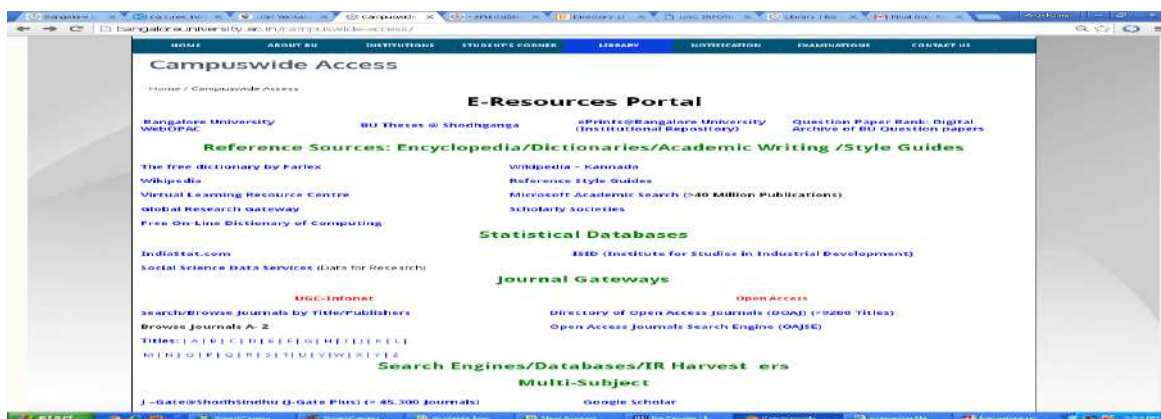 Campuswide
bangaloreuniversity.ac.in/campuswide-access/
HOME ABOUT BU INSTITUTIONS STUDENT'S CORNER LIBRARY NOTIFICATION EXAMINATIONS CONTACT US
Campuswide Access
Home / Campuswide Access
E-Resources Portal
Bangalore University WebOPAC
BU Theses @ Shodhganga
ePrints@Bangalore University (Institutional Repository)
Question Paper Bank: Digital Archive of BU Question papers
Reference Sources: Encyclopedia/Dictionaries/Academic Writing /Style Guides
The free dictionary by Farlex
Wikipedia - Kannada
Wikipedia
Reference Style Guides
Virtual Learning Resource Centre
Microsoft Academic Search (>40 Million Publications)
Global Research Gateway
Scholarly Societies
Free On-Line Dictionary of Computing
Statistical Databases
IndiaStat.com
ISID (Institute for Studies in Industrial Development)
Social Science Data Services (Data for Research)
Journal Gateways
UGC-Infonet
Open Access
Search/Browse Journals by Title/Publishers
Directory of Open Access Journals (DOAJ) (>9200 Titles)
Browse Journals A- Z
Open Access Journals Search Engine (OAJSE)
Titles: | A | B | C | D | E | F | G | H | I | J | K | L |
M | N | O | P | Q | R | S | T | U | V | W | X | Y | Z
Search Engines/Databases/IR Harvest ers
Multi-Subject
J -Gate@ShodhSindhu (J-Gate Plus) (> 45,300 Journals)
Google Scholar